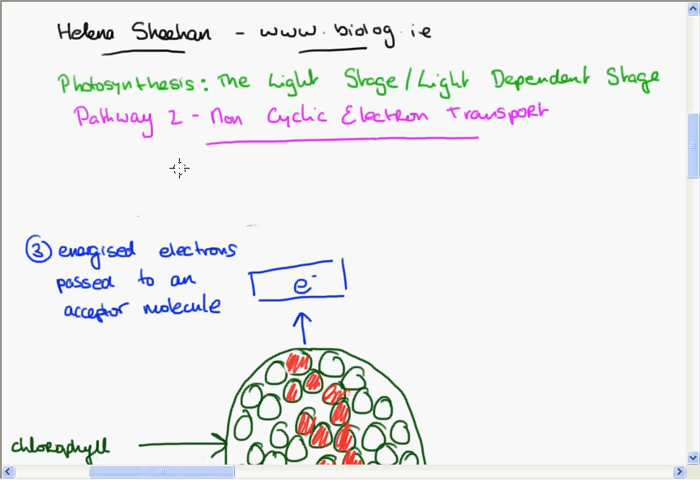 Helena Sheehan - www.biolog.ie
Photosynthesis: The Light Stage/Light Dependent Stage
Pathway 2 - Non Cyclic Electron Transport
③ energised electrons
passed to an
acceptor molecule
e⁻
chlorophyll